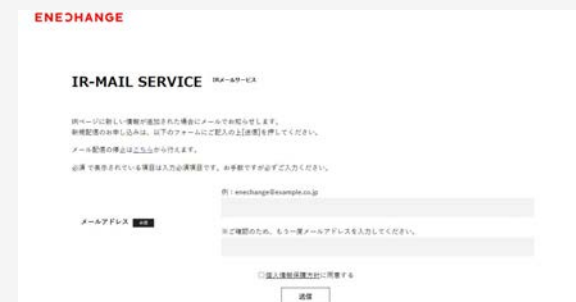 ENECHANGE
IR-MAIL SERVICE IRメールサービス
IRページに新しい情報が追加された場合にメールでお知らせします。
新規配信のお申し込みは、以下のフォームにご記入の上[送信]を押してください。
メール配信の停止はこちらから行えます。
必須 で表示されている項目は入力必須項目です。お手数ですが必ずご入力ください。
例：enechange@example.co.jp
メールアドレス 必須
※ご確認のため、もう一度メールアドレスを入力してください。
個人情報保護方針に同意する
送信